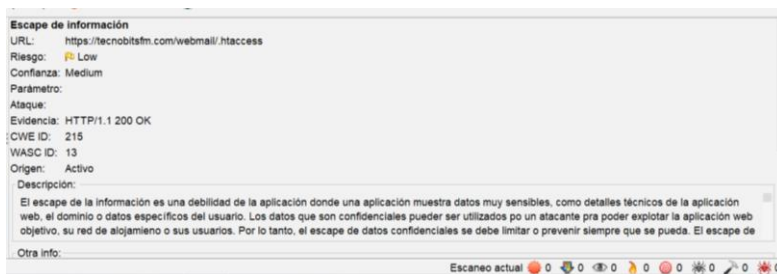 Escape de información
URL: https://tecnobitsfm.com/webmail/.htaccess
Riesgo: Low
Confianza: Medium
Parámetro:
Ataque:
Evidencia: HTTP/1.1 200 OK
CWE ID: 215
WASC ID: 13
Origen: Activo
Descripción:
El escape de la información es una debilidad de la aplicación donde una aplicación muestra datos muy sensibles, como detalles técnicos de la aplicación
web, el dominio o datos específicos del usuario. Los datos que son confidenciales pueder ser utilizados po un atacante pra poder explotar la aplicación web
objetivo, su red de alojamieno o sus usuarios. Por lo tanto, el escape de datos confidenciales se debe limitar o prevenir siempre que se pueda. El escape de
Otra info:
Escaneo actual 0 0 0 0 0 0 0